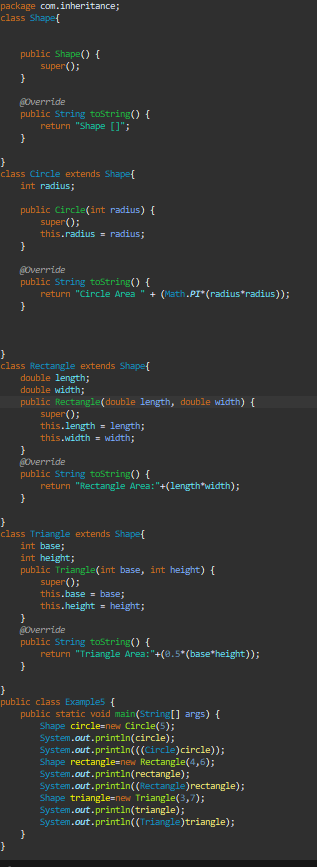 package com.inheritance;
class Shape{
public Shape() {
super();
}
@Override
public String toString() {
return "Shape []";
}
}
class Circle extends Shape{
int radius;
public Circle(int radius) {
super();
this.radius = radius;
}
@Override
public String toString() {
return "Circle Area " + (Math.PI*(radius*radius));
}
}
class Rectangle extends Shape{
double length;
double width;
public Rectangle(double length, double width) {
super();
this.length = length;
this.width = width;
}
@Override
public String toString() {
return "Rectangle Area:"+(length*width);
}
}
class Triangle extends Shape{
int base;
int height;
public Triangle(int base, int height) {
super();
this.base = base;
this.height = height;
}
@Override
public String toString() {
return "Triangle Area:"+(0.5*(base*height));
}
}
public class Example5 {
public static void main(String[] args) {
Shape circle=new Circle(5);
System.out.println(circle);
System.out.println(((Circle)circle));
Shape rectangle=new Rectangle(4,6);
System.out.println(rectangle);
System.out.println((Rectangle)rectangle);
Shape triangle=new Triangle(3,7);
System.out.println(triangle);
System.out.println((Triangle)triangle);
}
}